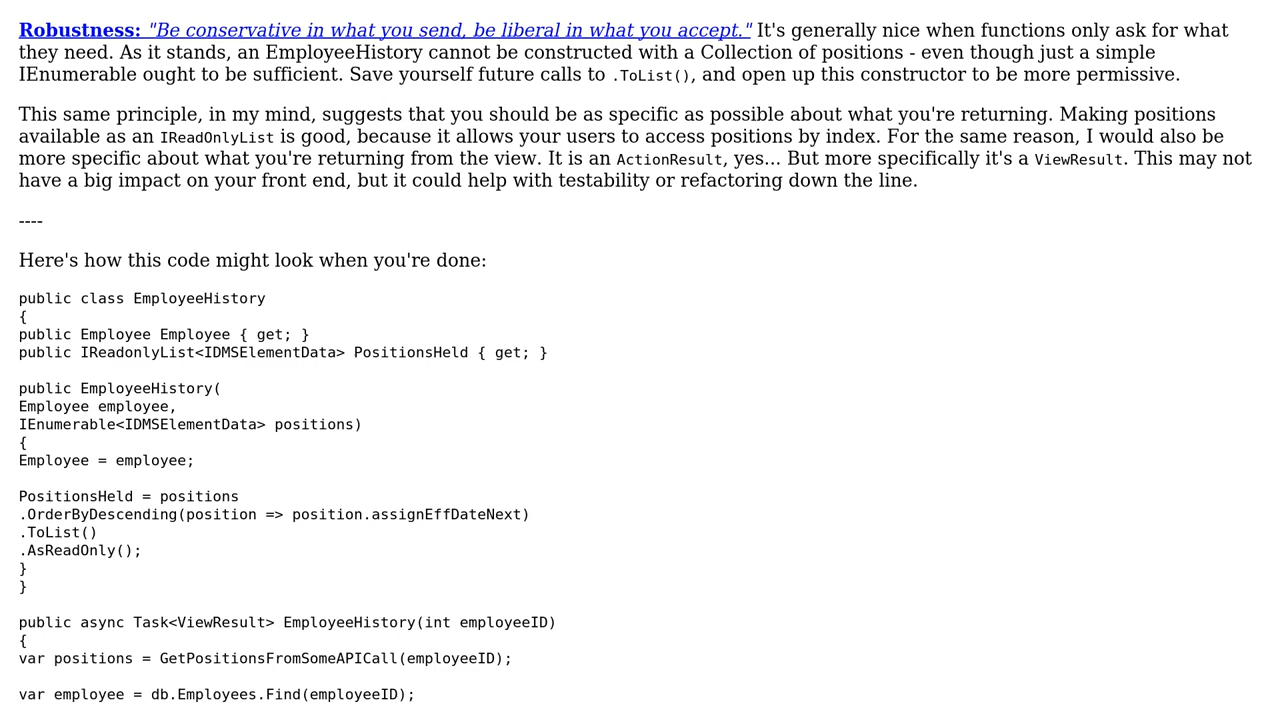 Robustness: "Be conservative in what you send, be liberal in what you accept." It's generally nice when functions only ask for what
they need. As it stands, an EmployeeHistory cannot be constructed with a Collection of positions - even though just a simple
IEnumerable ought to be sufficient. Save yourself future calls to .ToList(), and open up this constructor to be more permissive.
This same principle, in my mind, suggests that you should be as specific as possible about what you're returning. Making positions
available as an IReadOnlyList is good, because it allows your users to access positions by index. For the same reason, I would also be
more specific about what you're returning from the view. It is an ActionResult, yes... But more specifically it's a ViewResult. This may not
have a big impact on your front end, but it could help with testability or refactoring down the line.
----
Here's how this code might look when you're done:
public class EmployeeHistory
{
public Employee Employee { get; }
public IReadonlyList<IDMSElementData> PositionsHeld { get; }
public EmployeeHistory(
Employee employee,
IEnumerable<IDMSElementData> positions)
{
Employee = employee;
PositionsHeld = positions
.OrderByDescending(position => position.assignEffDateNext)
.ToList()
.AsReadOnly();
}
}
public async Task<ViewResult> EmployeeHistory(int employeeID)
{
var positions = GetPositionsFromSomeAPICall(employeeID);
var employee = db.Employees.Find(employeeID);